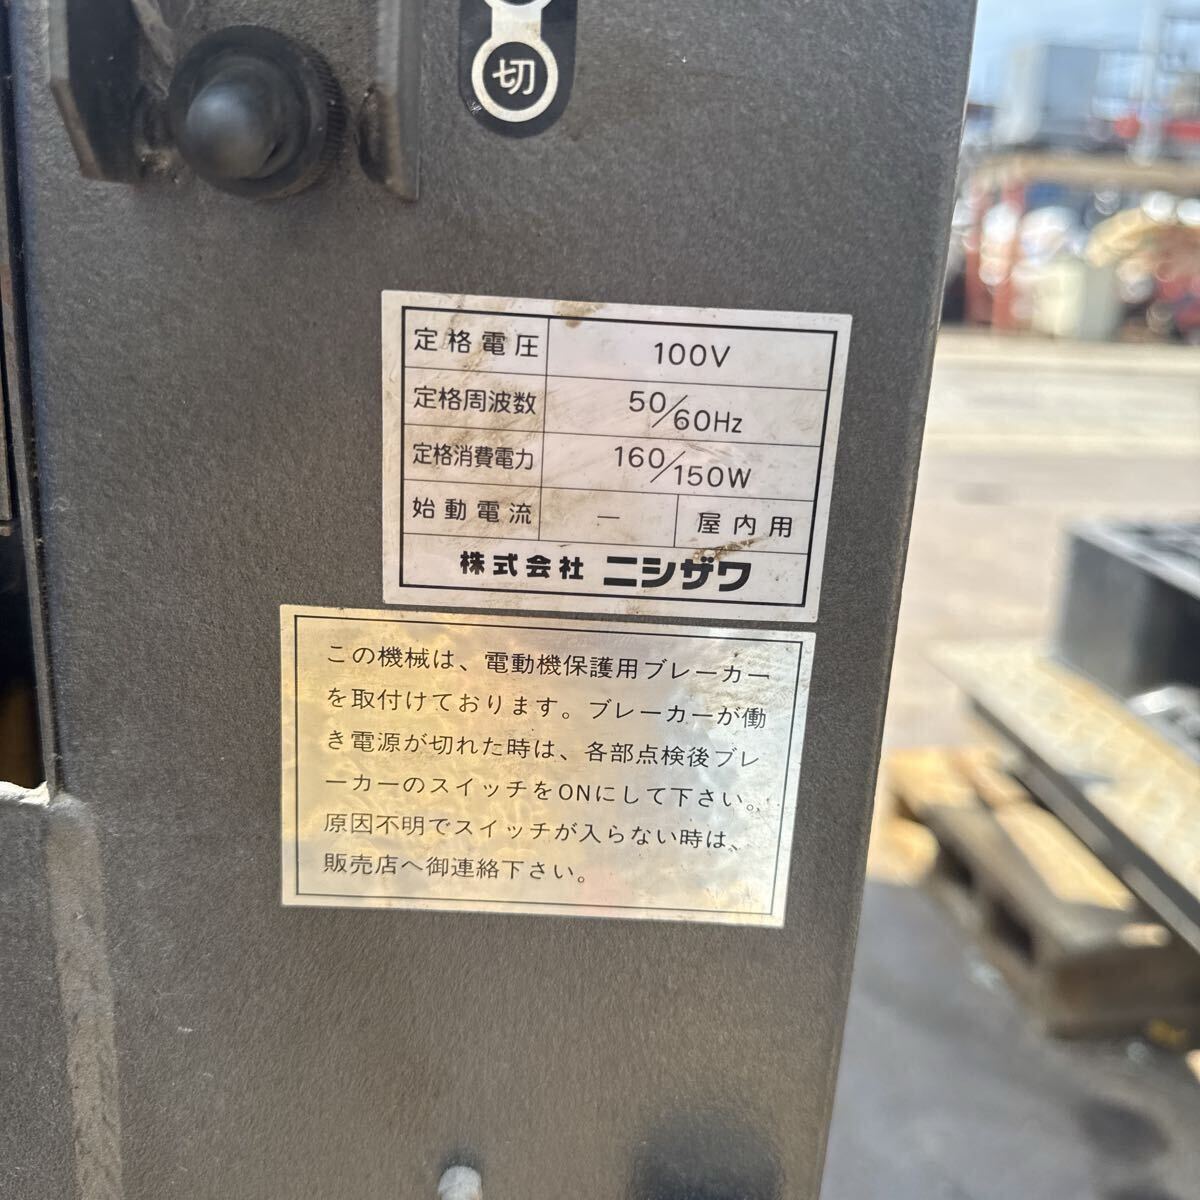 切
定格電圧 100V
定格周波数 50/60Hz
定格消費電力 160/150W
始動電流 — 屋内用
株式会社 ニシザワ
この機械は、電動機保護用ブレーカー
を取付けております。ブレーカーが働
き電源が切れた時は、各部点検後ブレ
ーカーのスイッチをONにして下さい。
原因不明でスイッチが入らない時は、
販売店へ御連絡下さい。